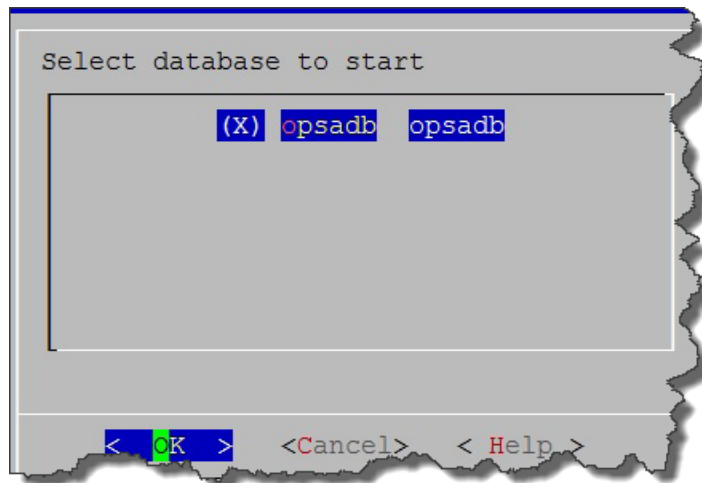 Select database to start
(X) opsadb opsadb
< OK > <Cancel> < Help >